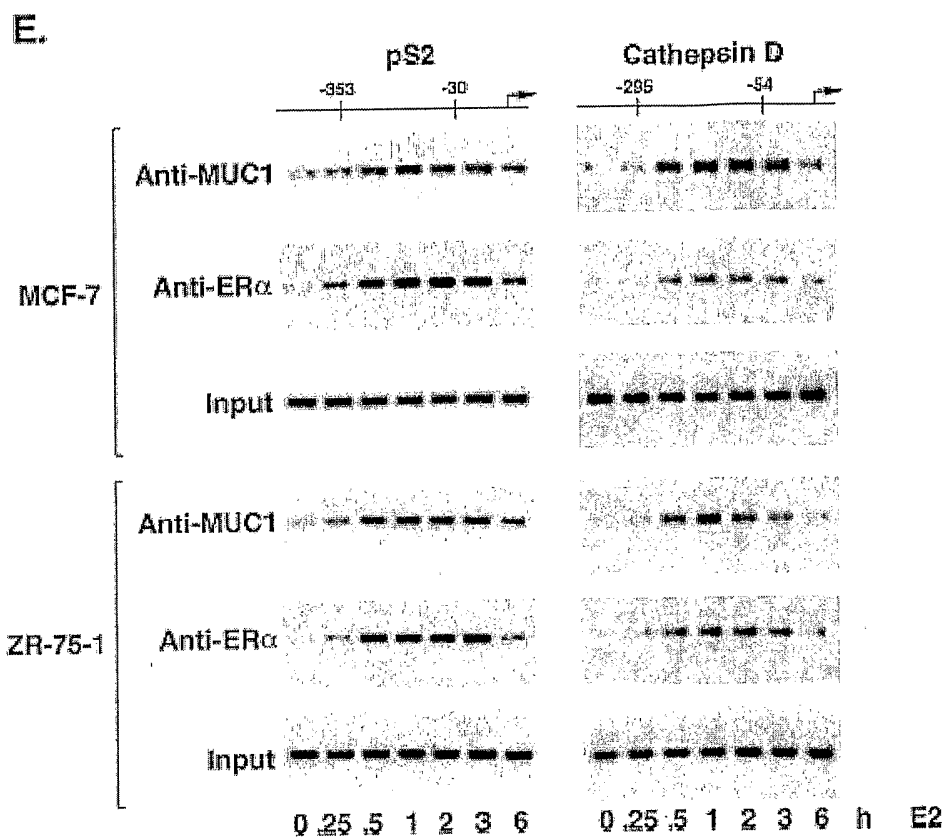 E.
pS2 Cathepsin D
-353 -30 -295 -54
Anti-MUC1
MCF-7 Anti-ERα
Input
Anti-MUC1
ZR-75-1 Anti-ERα
Input
0 .25 .5 1 2 3 6 0 .25 .5 1 2 3 6 h E2